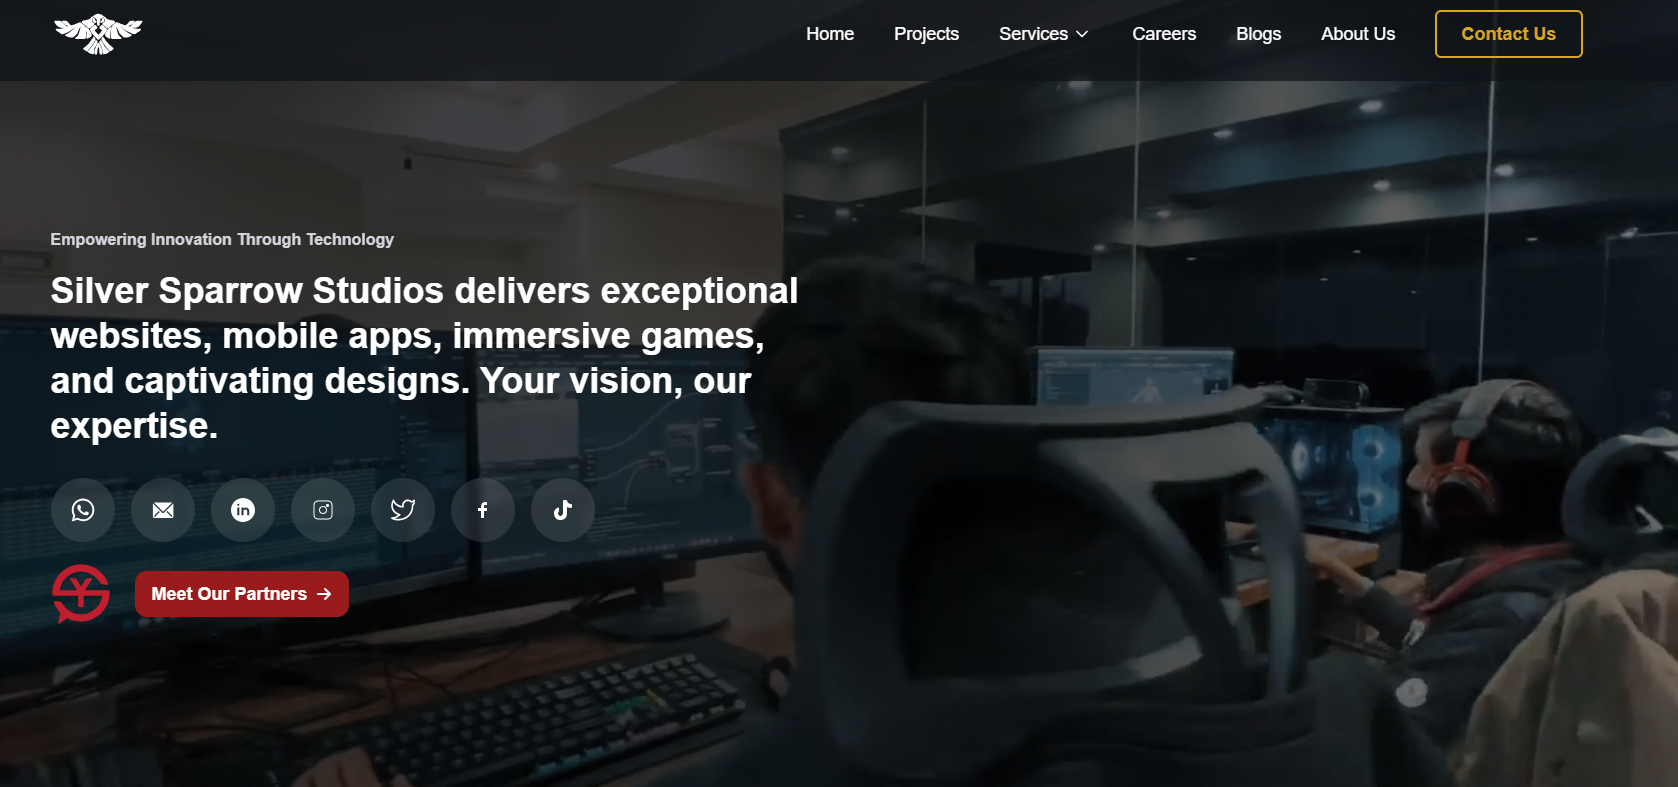 Home
Projects
Services
Careers
Blogs
About Us
Contact Us
Empowering Innovation Through Technology
Silver Sparrow Studios delivers exceptional
websites, mobile apps, immersive games,
and captivating designs. Your vision, our
expertise.
Meet Our Partners →